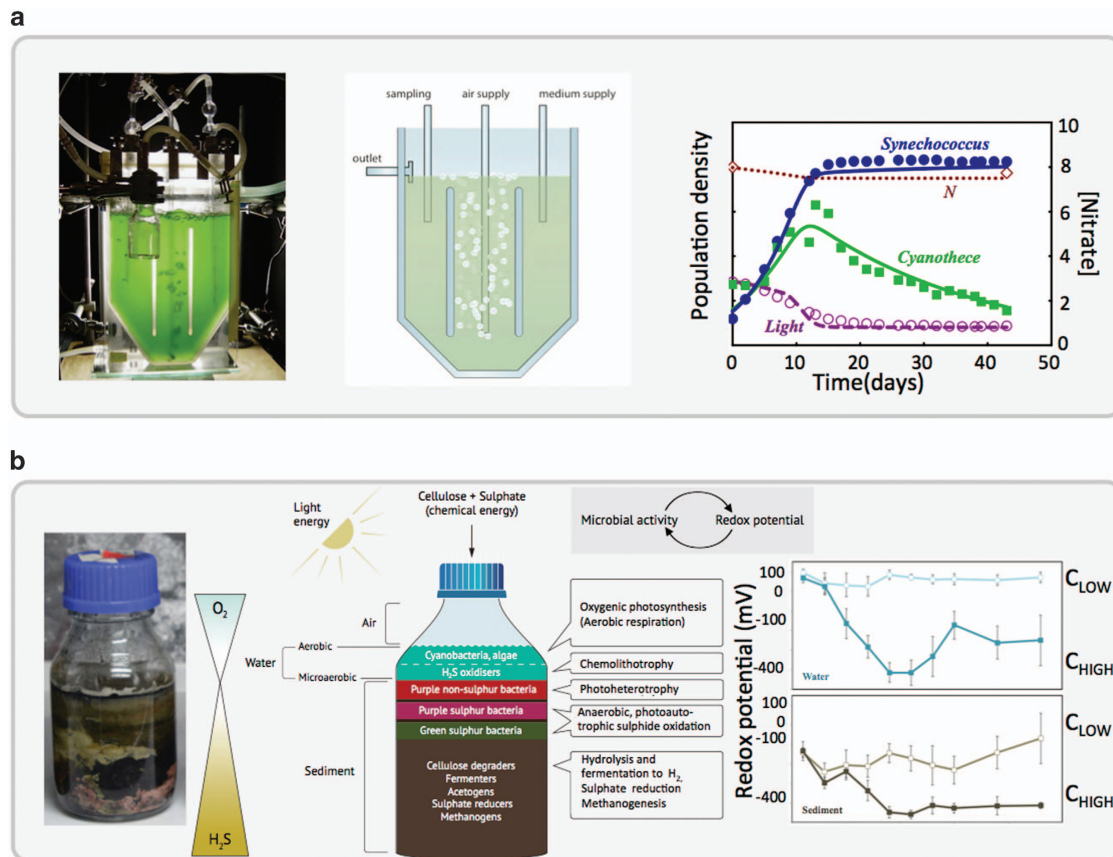 a
sampling
air supply
medium supply
outlet
Population density
10
8
6
4
2
0
[Nitrate]
Synechococcus
N
Cyanothece
Light
0
10
20
30
40
50
Time(days)
b
O2
H2S
Light
energy
Cellulose + Sulphate
(chemical energy)
Microbial activity
Redox potential
Air
Water
Aerobic
Microaerobic
Sediment
Cyanobacteria, algae
H2S oxidisers
Purple non-sulphur bacteria
Purple sulphur bacteria
Green sulphur bacteria
Cellulose degraders
Fermenters
Acetogens
Sulphate reducers
Methanogens
Oxygenic photosynthesis
(Aerobic respiration)
Chemolithotrophy
Photoheterotrophy
Anaerobic, photoauto-
trophic sulphide oxidation
Hydrolysis and
fermentation to H2,
Sulphate reduction
Methanogenesis
Redox potential (mV)
100
0
-100
-400
Water
CLOW
CHIGH
100
0
-100
-400
Sediment
CLOW
CHIGH